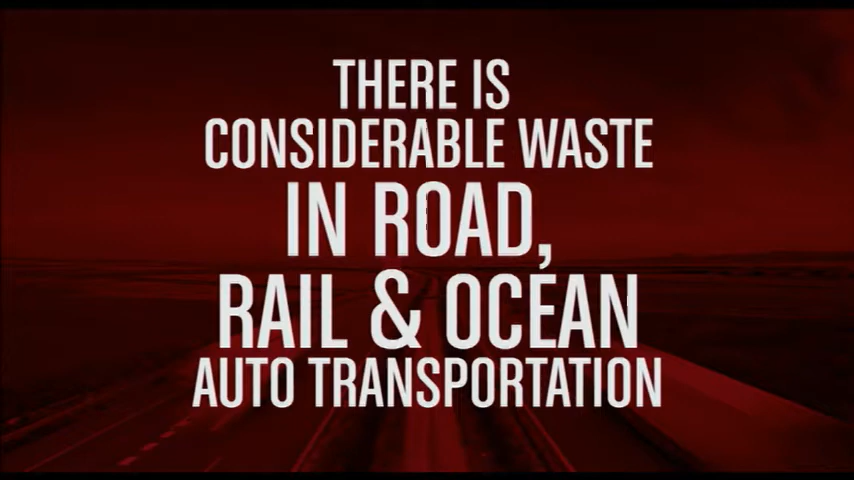 THERE IS
CONSIDERABLE WASTE
IN ROAD,
RAIL & OCEAN
AUTO TRANSPORTATION